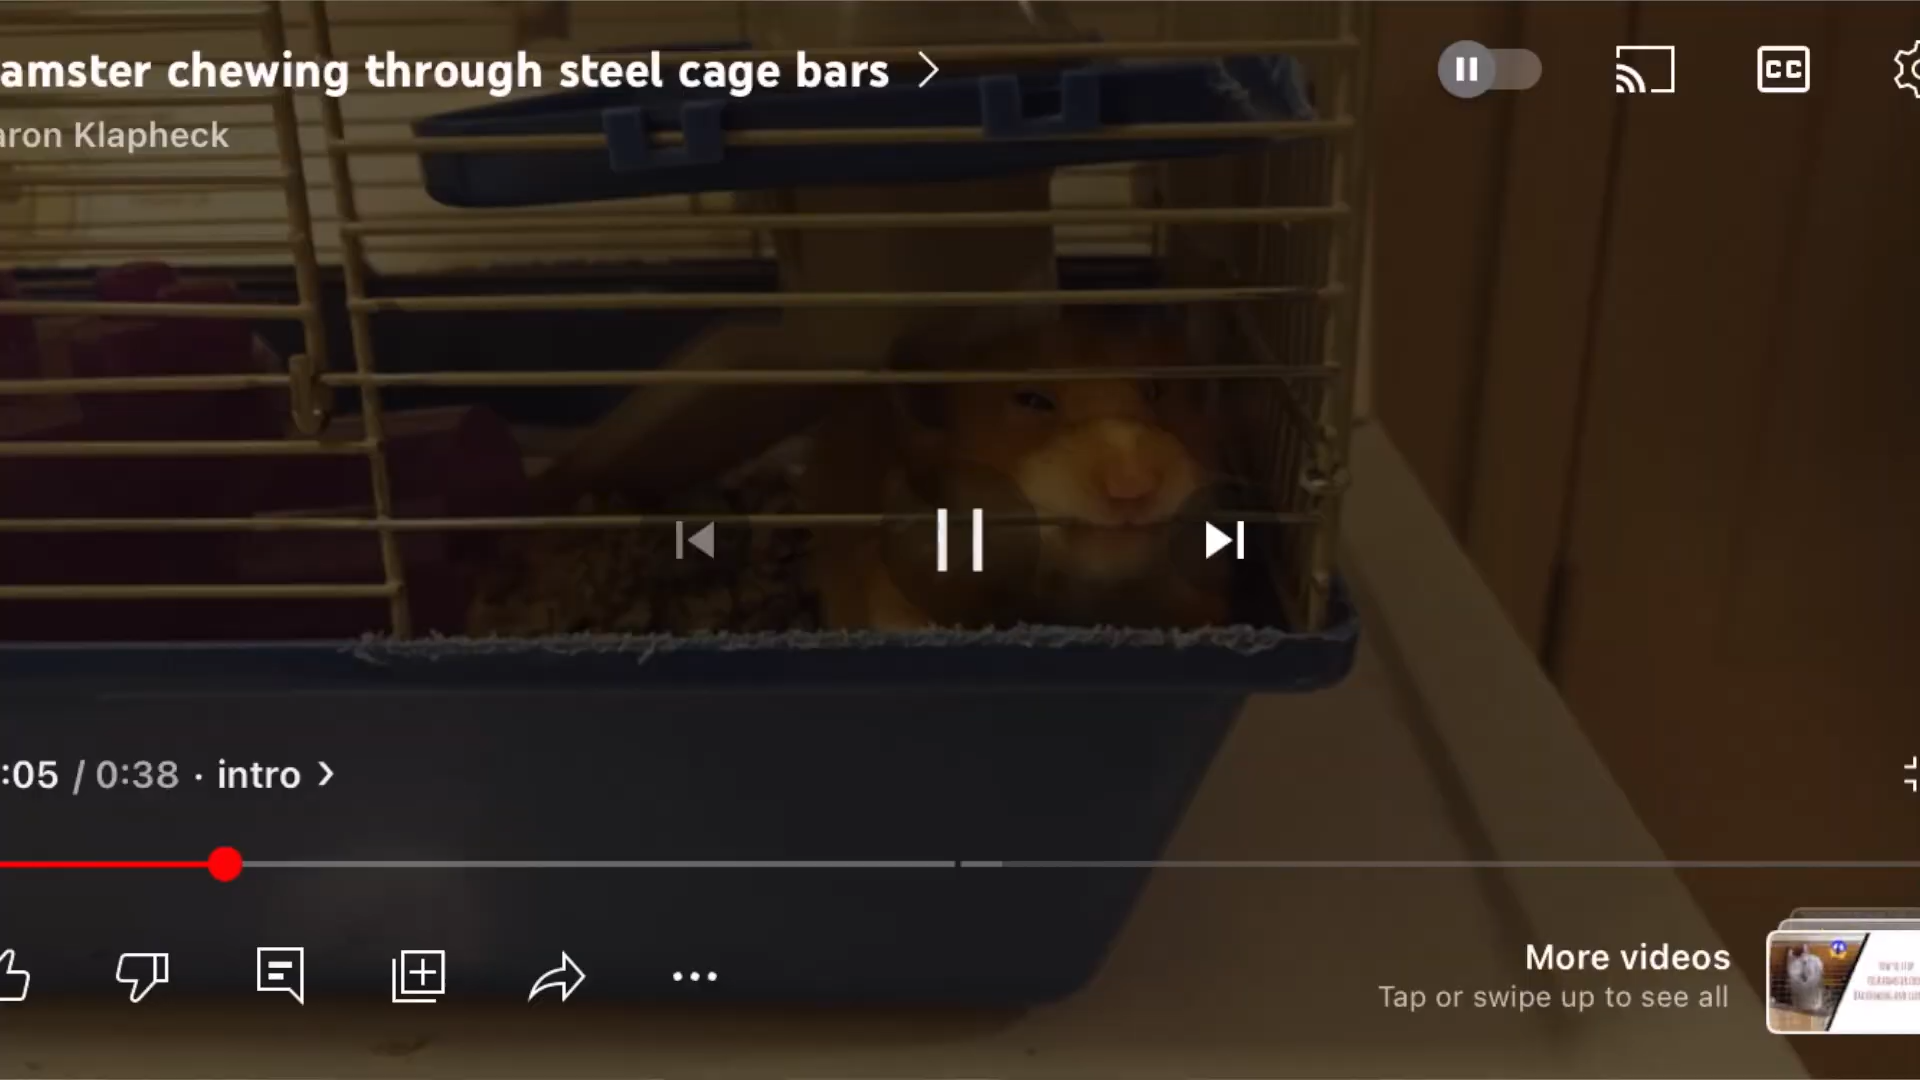 amster chewing through steel cage bars
aron Klapheck
CC
:05 / 0:38 · intro
More videos
Tap or swipe up to see all